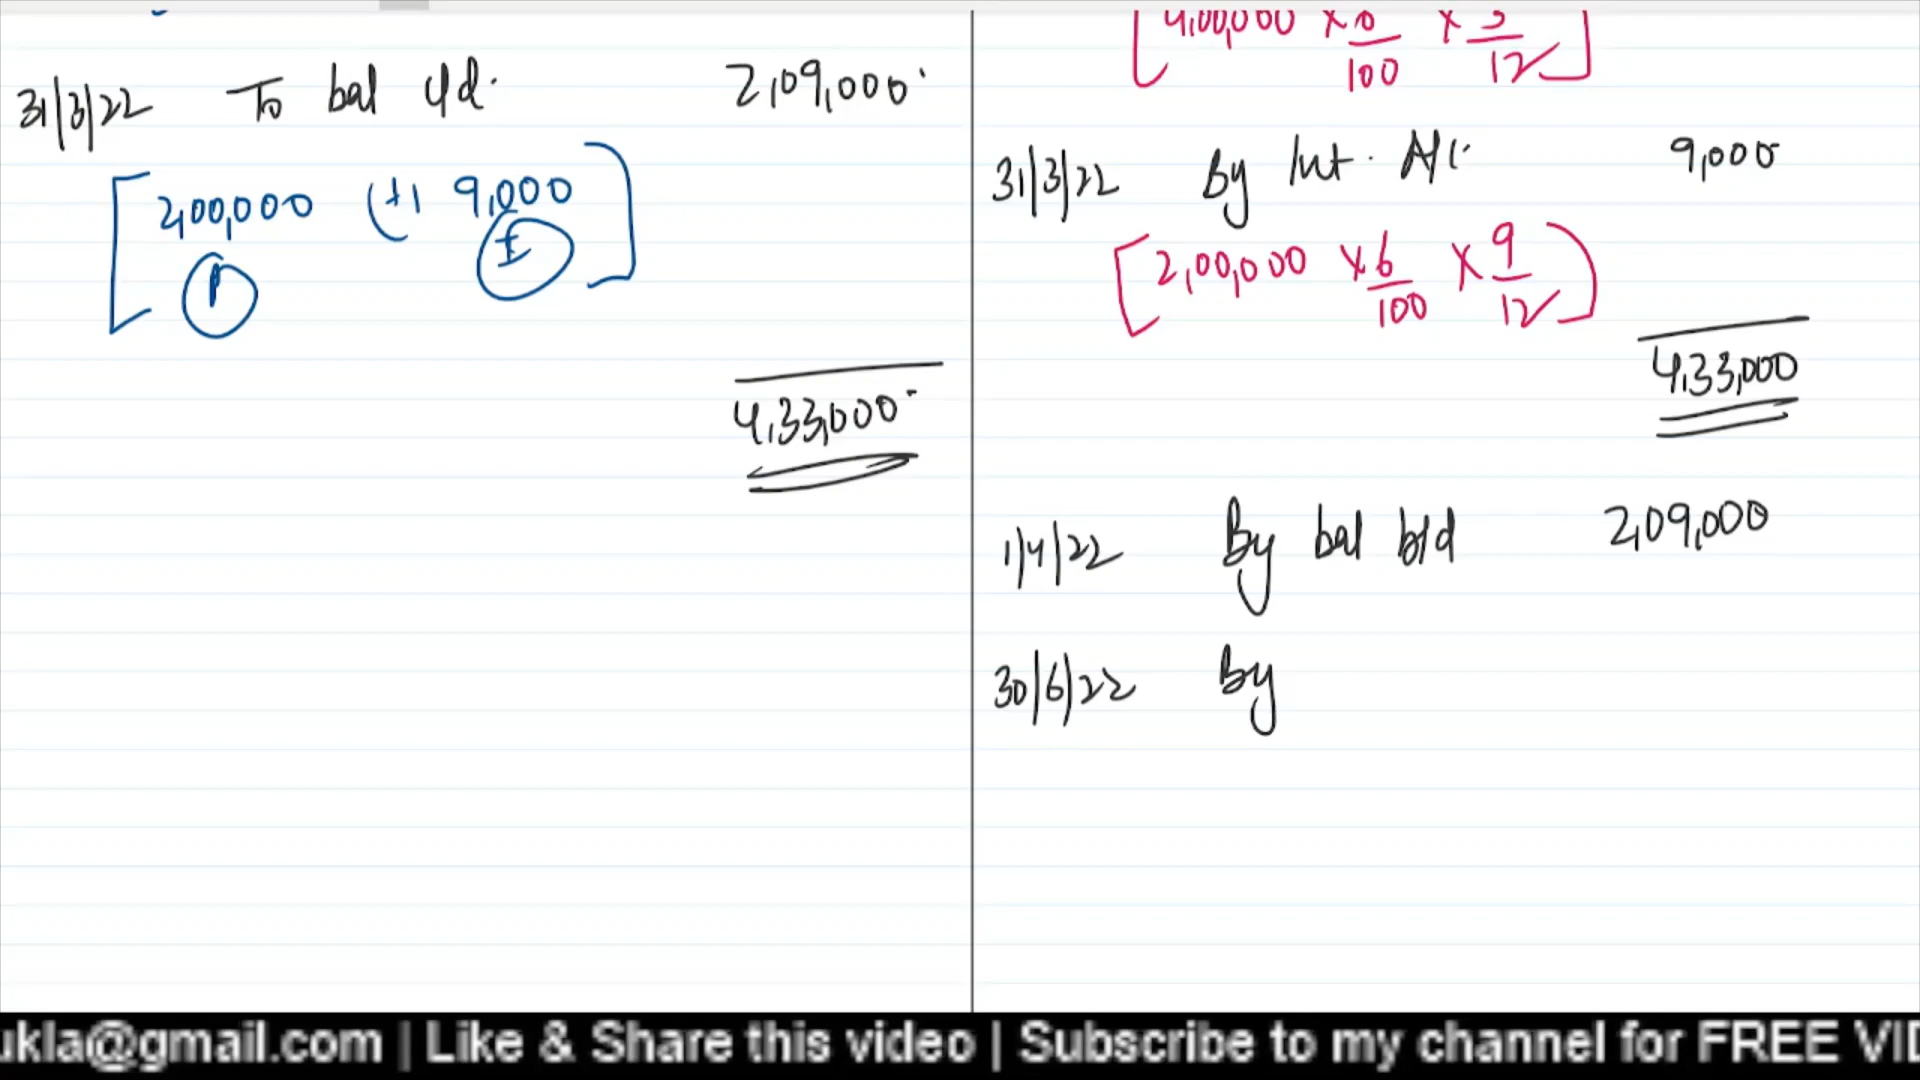 31/3/22 To bal c/d. 2,09,000
[2,00,000 (+) 9,000]
P I
4,33,000
[4,00,000 × 6/100 × 3/12]
31/3/22 By Int. A/c. 9,000
[2,00,000 × 6/100 × 9/12]
4,33,000
1/4/22 By bal b/d 2,09,000
30/6/22 By
ukla@gmail.com | Like & Share this video | Subscribe to my channel for FREE VID